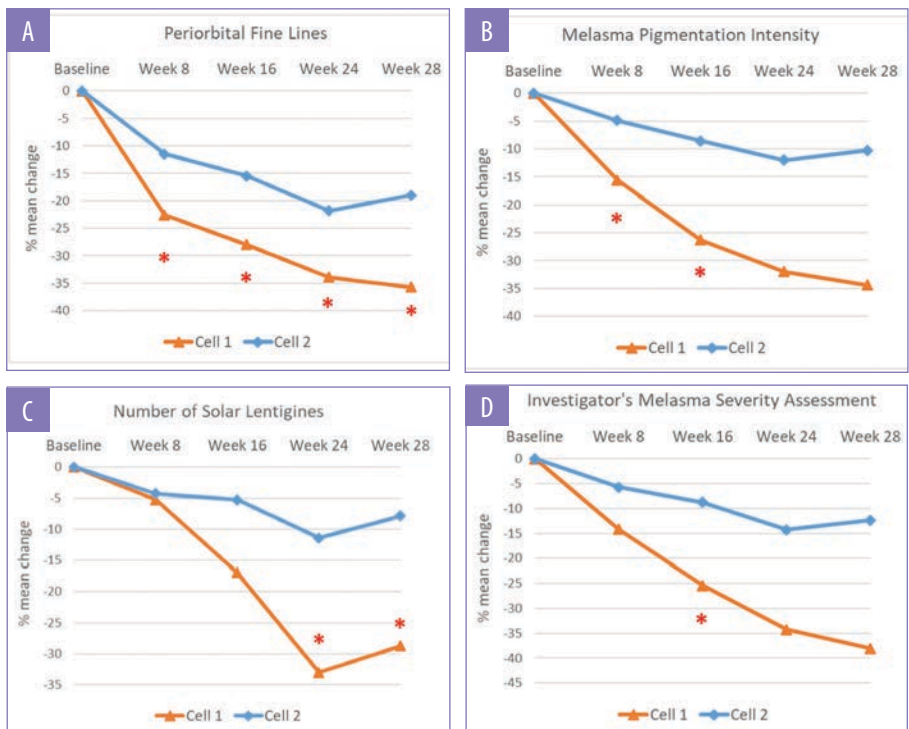 A
Periorbital Fine Lines
Baseline Week 8 Week 16 Week 24 Week 28
0
-5
-10
-15
-20
-25
-30
-35
-40
% mean change
*
*
*
*
Cell 1 Cell 2
B
Melasma Pigmentation Intensity
Baseline Week 8 Week 16 Week 24 Week 28
0
-5
-10
-15
-20
-25
-30
-35
-40
% mean change
*
*
Cell 1 Cell 2
C
Number of Solar Lentigines
Baseline Week 8 Week 16 Week 24 Week 28
0
-5
-10
-15
-20
-25
-30
-35
% mean change
*
*
Cell 1 Cell 2
D
Investigator's Melasma Severity Assessment
Baseline Week 8 Week 16 Week 24 Week 28
0
-5
-10
-15
-20
-25
-30
-35
-40
-45
% mean change
*
Cell 1 Cell 2